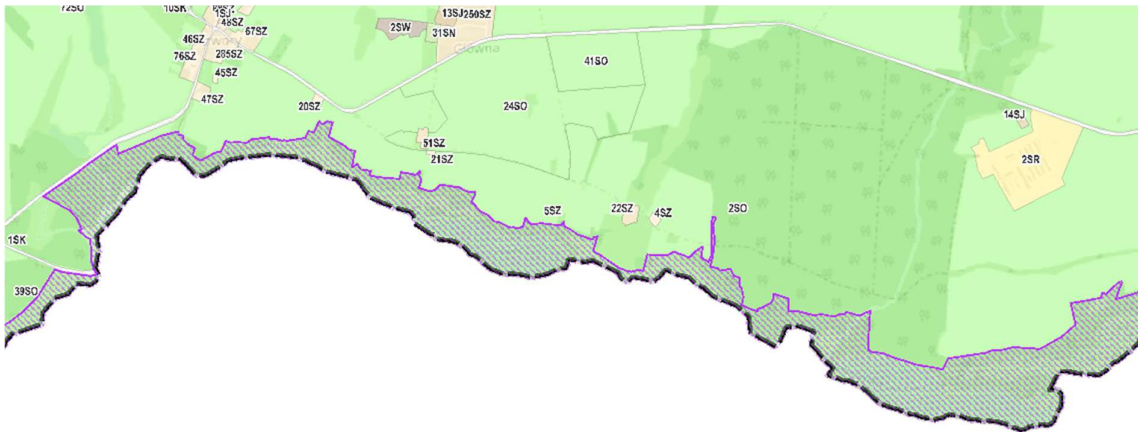 72SO
10SK
1SJ
48SZ
67SZ
46SZ
285SZ
76SZ
45SZ
47SZ
2SW
13SJ
250SZ
31SN
Główna
41SO
24SO
20SZ
51SZ
21SZ
14SJ
2SR
5SZ
22SZ
4SZ
2SO
1SK
39SO